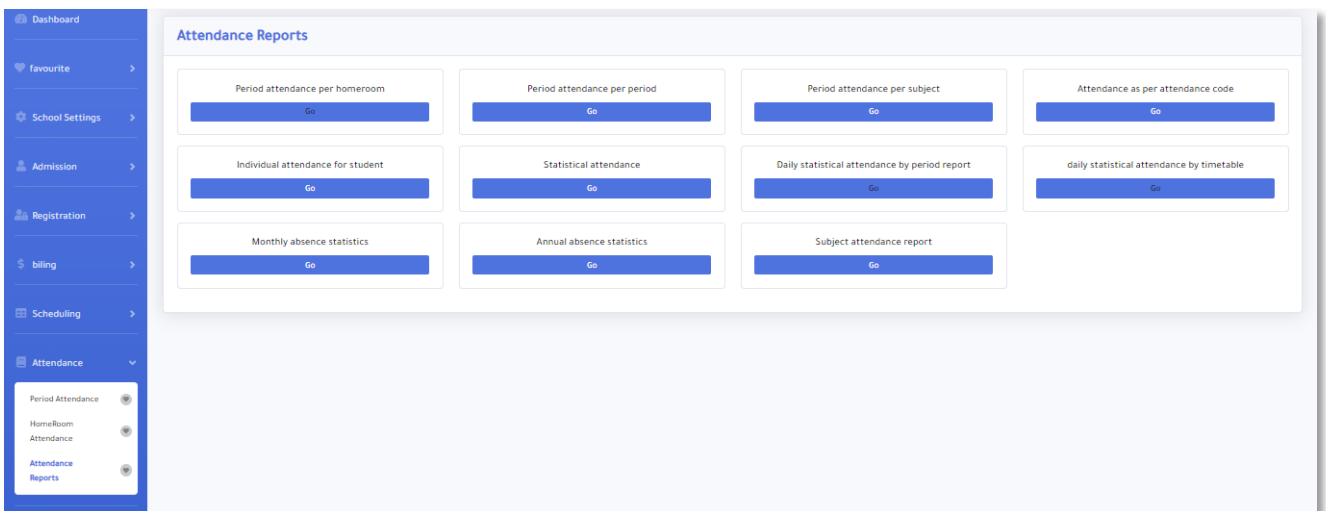 Dashboard
favourite
School Settings
Admission
Registration
biling
Scheduling
Attendance
Period Attendance
HomeRoom
Attendance
Attendance
Reports
Attendance Reports
Period attendance per homeroom
Go
Period attendance per period
Go
Period attendance per subject
Go
Attendance as per attendance code
Go
Individual attendance for student
Go
Statistical attendance
Go
Daily statistical attendance by period report
Go
daily statistical attendance by timetable
Go
Monthly absence statistics
Go
Annual absence statistics
Go
Subject attendance report
Go